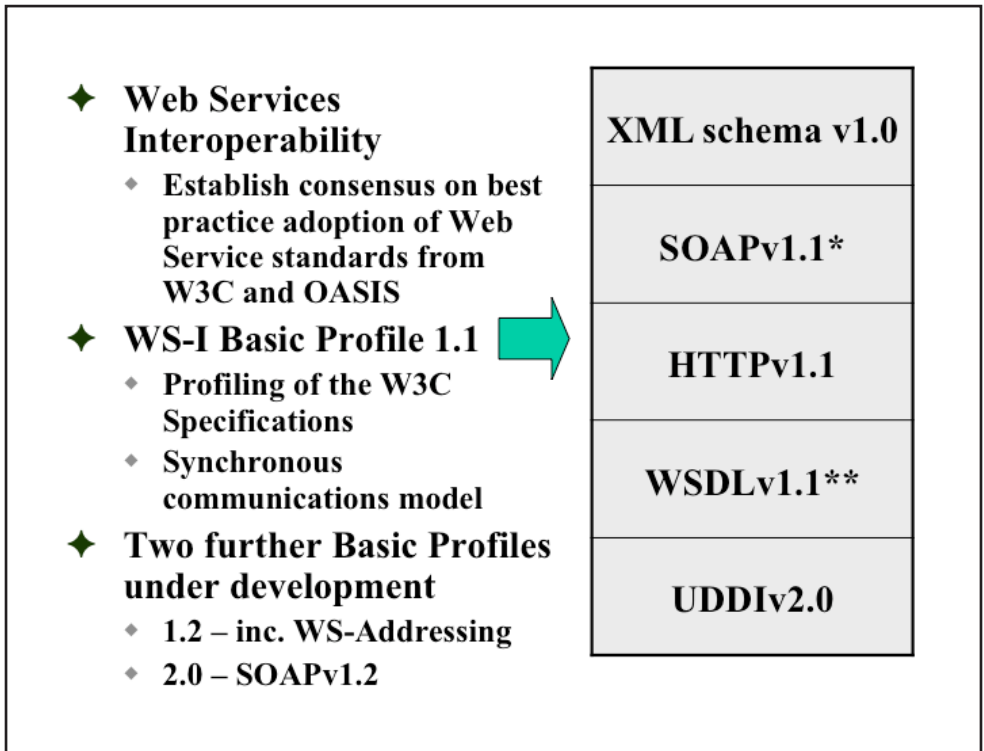 Web Services
Interoperability
Establish consensus on best
practice adoption of Web
Service standards from
W3C and OASIS
WS-I Basic Profile 1.1
Profiling of the W3C
Specifications
Synchronous
communications model
Two further Basic Profiles
under development
1.2 – inc. WS-Addressing
2.0 – SOAPv1.2
XML schema v1.0
SOAPv1.1*
HTTPv1.1
WSDLv1.1**
UDDIv2.0